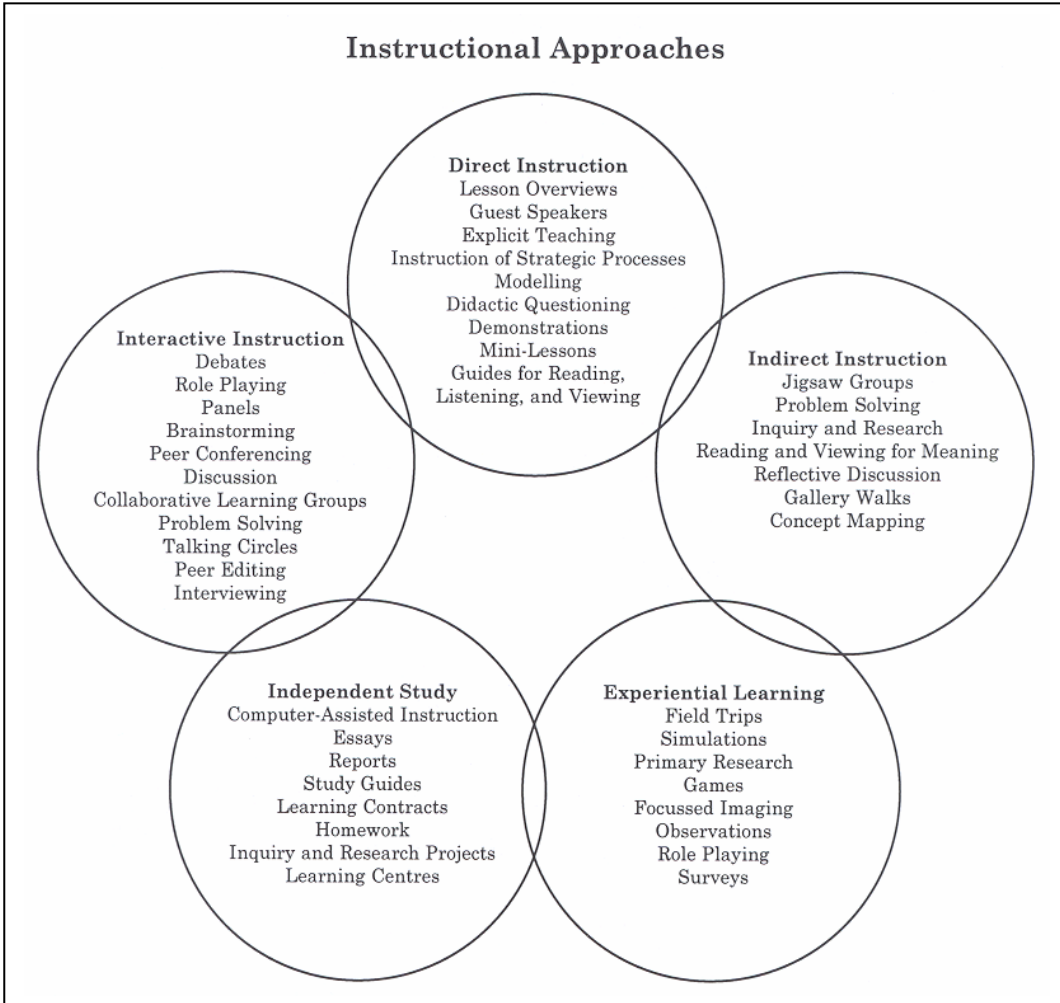 Instructional Approaches
Direct Instruction
Lesson Overviews
Guest Speakers
Explicit Teaching
Instruction of Strategic Processes
Modelling
Didactic Questioning
Demonstrations
Mini-Lessons
Guides for Reading,
Listening, and Viewing
Interactive Instruction
Debates
Role Playing
Panels
Brainstorming
Peer Conferencing
Discussion
Collaborative Learning Groups
Problem Solving
Talking Circles
Peer Editing
Interviewing
Indirect Instruction
Jigsaw Groups
Problem Solving
Inquiry and Research
Reading and Viewing for Meaning
Reflective Discussion
Gallery Walks
Concept Mapping
Independent Study
Computer-Assisted Instruction
Essays
Reports
Study Guides
Learning Contracts
Homework
Inquiry and Research Projects
Learning Centres
Experiential Learning
Field Trips
Simulations
Primary Research
Games
Focussed Imaging
Observations
Role Playing
Surveys